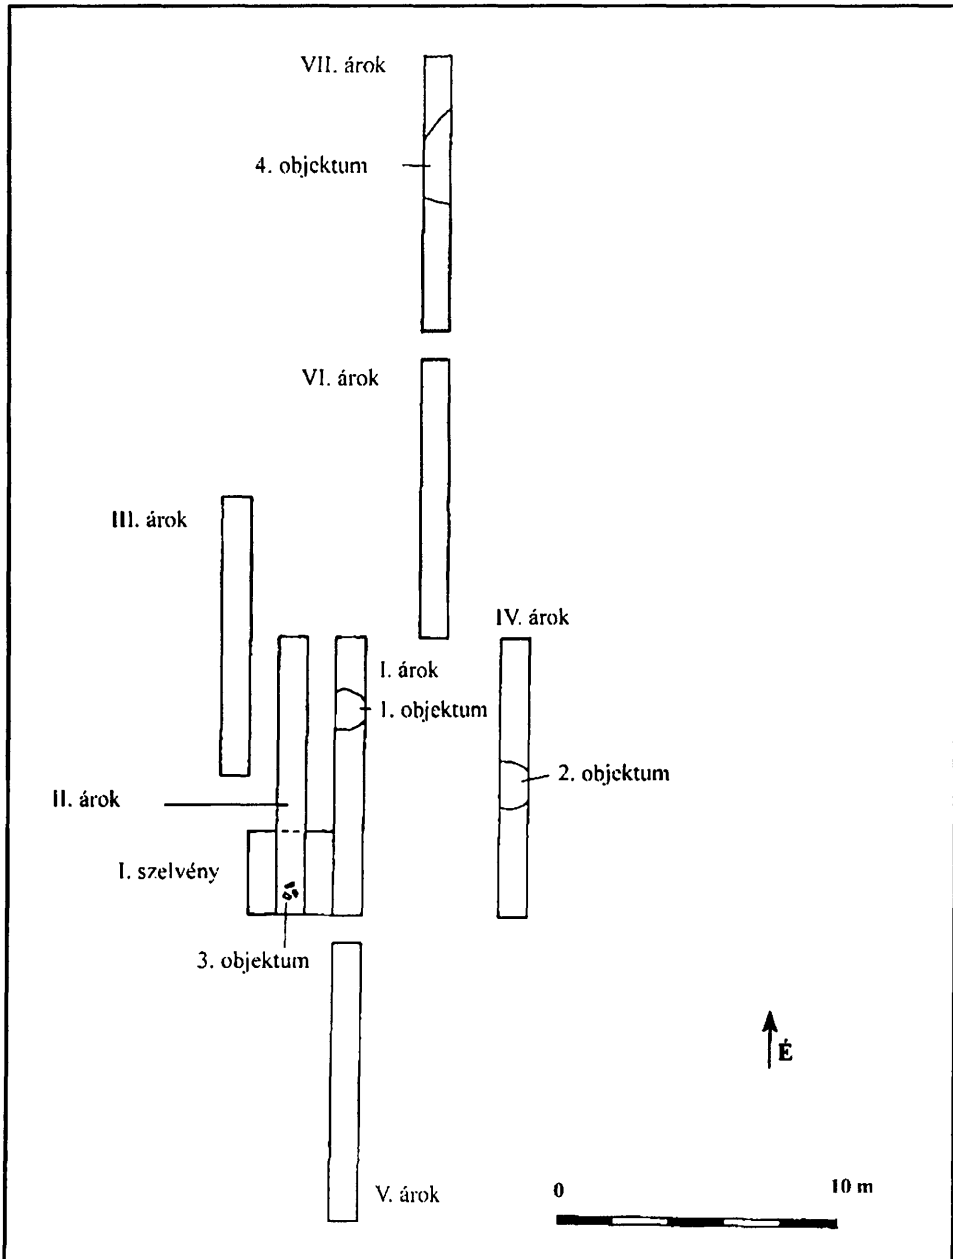 VII. árok
4. objektum
VI. árok
III. árok
IV. árok
I. árok
1. objektum
2. objektum
II. árok
I. szelvény
3. objektum
É
V. árok
0 10 m